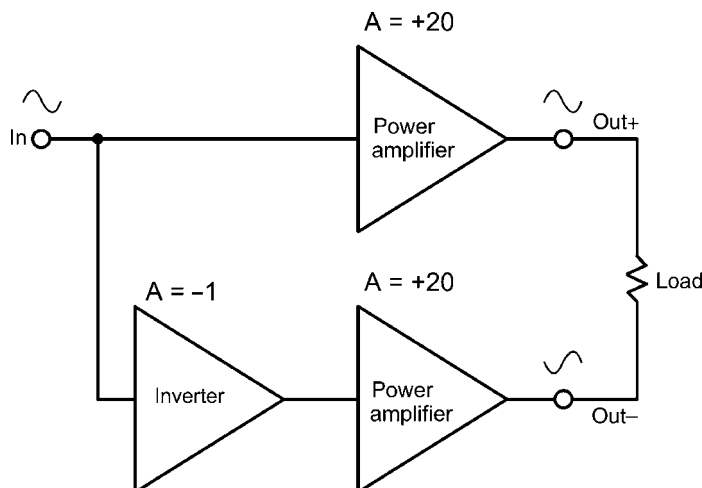 A = +20
In
Power
amplifier
Out+
Load
A = –1
A = +20
Inverter
Power
amplifier
Out–